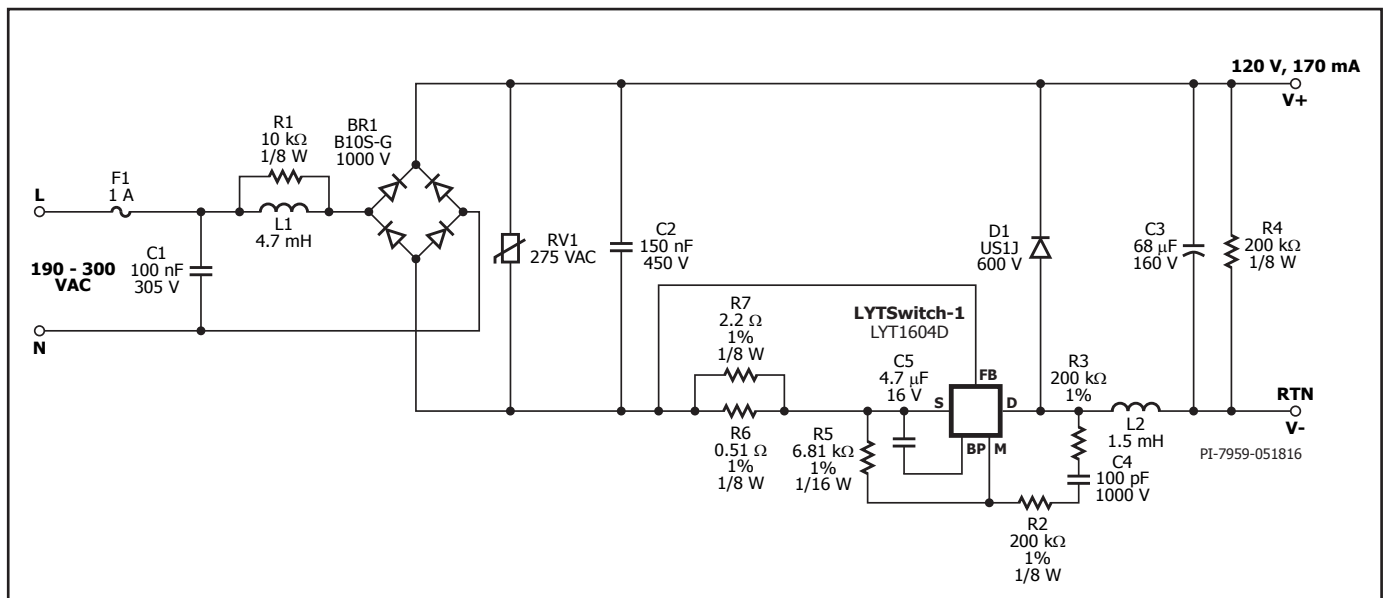 120 V, 170 mA
V+
R1
10 kΩ
1/8 W
BR1
B10S-G
1000 V
F1
1 A
L
L1
4.7 mH
C1
100 nF
305 V
190 - 300
VAC
N
RV1
275 VAC
C2
150 nF
450 V
D1
US1J
600 V
C3
68 μF
160 V
R4
200 kΩ
1/8 W
R7
2.2 Ω
1%
1/8 W
LYTSwitch-1
LYT1604D
C5
4.7 μF
16 V
FB
S
D
BP
M
R3
200 kΩ
1%
RTN
V-
L2
1.5 mH
R6
0.51 Ω
1%
1/8 W
R5
6.81 kΩ
1%
1/16 W
C4
100 pF
1000 V
PI-7959-051816
R2
200 kΩ
1%
1/8 W